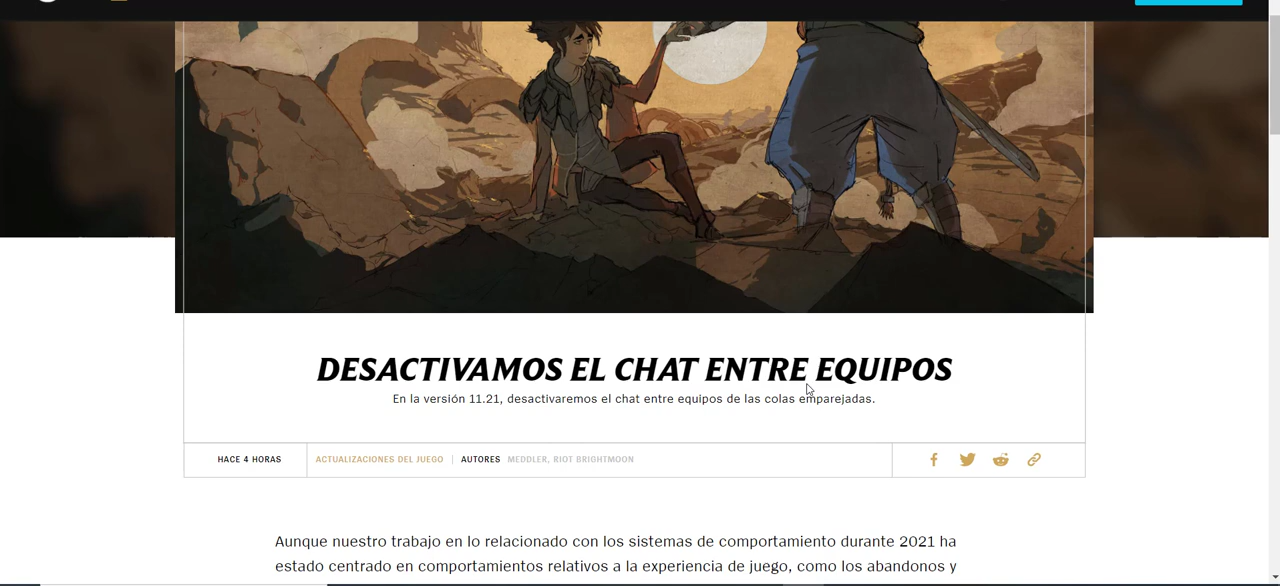 DESACTIVAMOS EL CHAT ENTRE EQUIPOS
En la versión 11.21, desactivaremos el chat entre equipos de las colas emparejadas.
HACE 4 HORAS
ACTUALIZACIONES DEL JUEGO | AUTORES MEDDLER, RIOT BRIGHTMOON
Aunque nuestro trabajo en lo relacionado con los sistemas de comportamiento durante 2021 ha
estado centrado en comportamientos relativos a la experiencia de juego, como los abandonos y